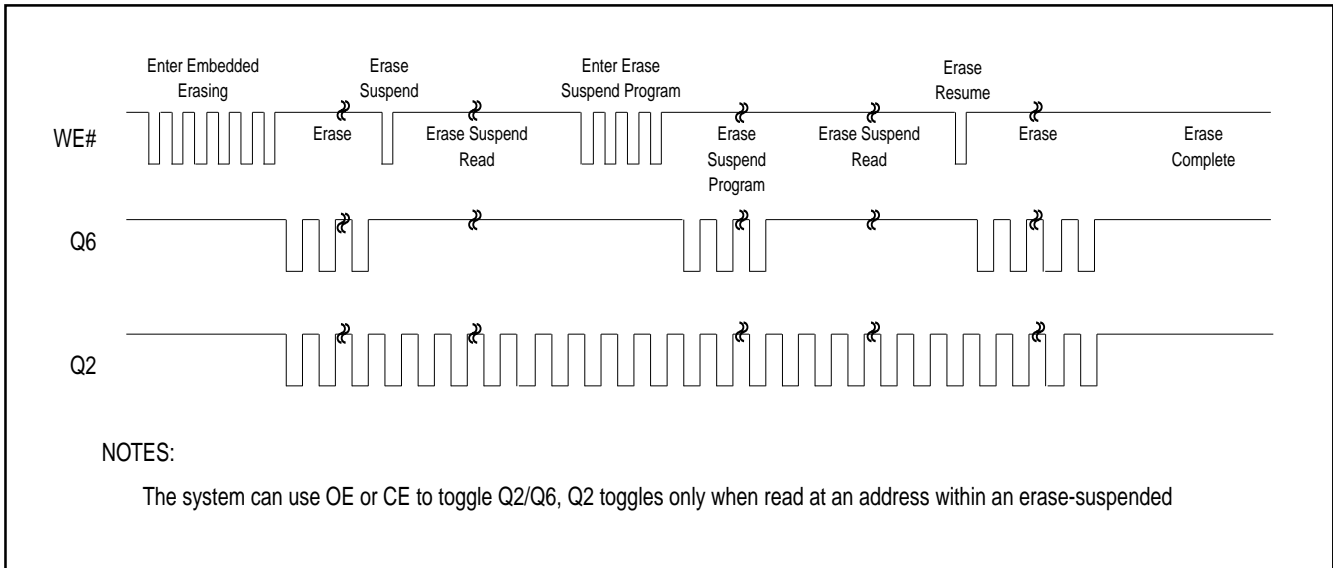 Enter Embedded
Erasing
Erase
Suspend
Enter Erase
Suspend Program
Erase
Resume
WE#
Erase
Erase Suspend
Read
Erase
Suspend
Program
Erase Suspend
Read
Erase
Erase
Complete
Q6
Q2
NOTES:
The system can use OE or CE to toggle Q2/Q6, Q2 toggles only when read at an address within an erase-suspended